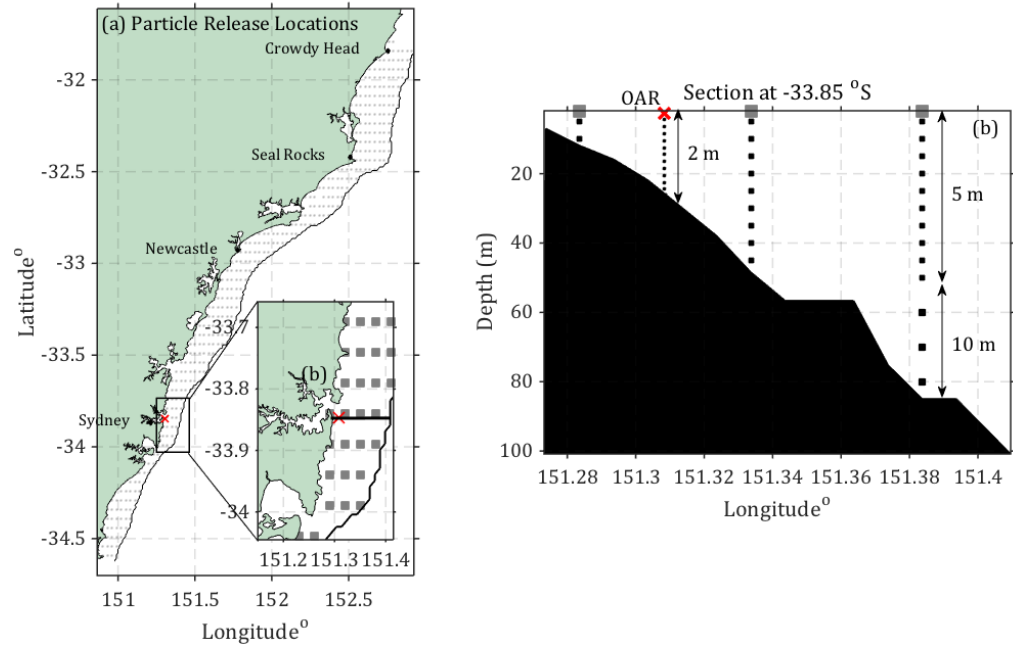 (a) Particle Release Locations
Crowdy Head
Seal Rocks
Newcastle
Sydney
-32
-32.5
-33
-33.5
-34
-34.5
Latitude°
151
151.5
152
152.5
Longitude°
(b)
-33.7
-33.8
-33.9
-34
151.2
151.3
151.4
Section at -33.85 °S
OAR
(b)
2 m
5 m
10 m
20
40
60
80
100
Depth (m)
151.28
151.3
151.32
151.34
151.36
151.38
151.4
Longitude°